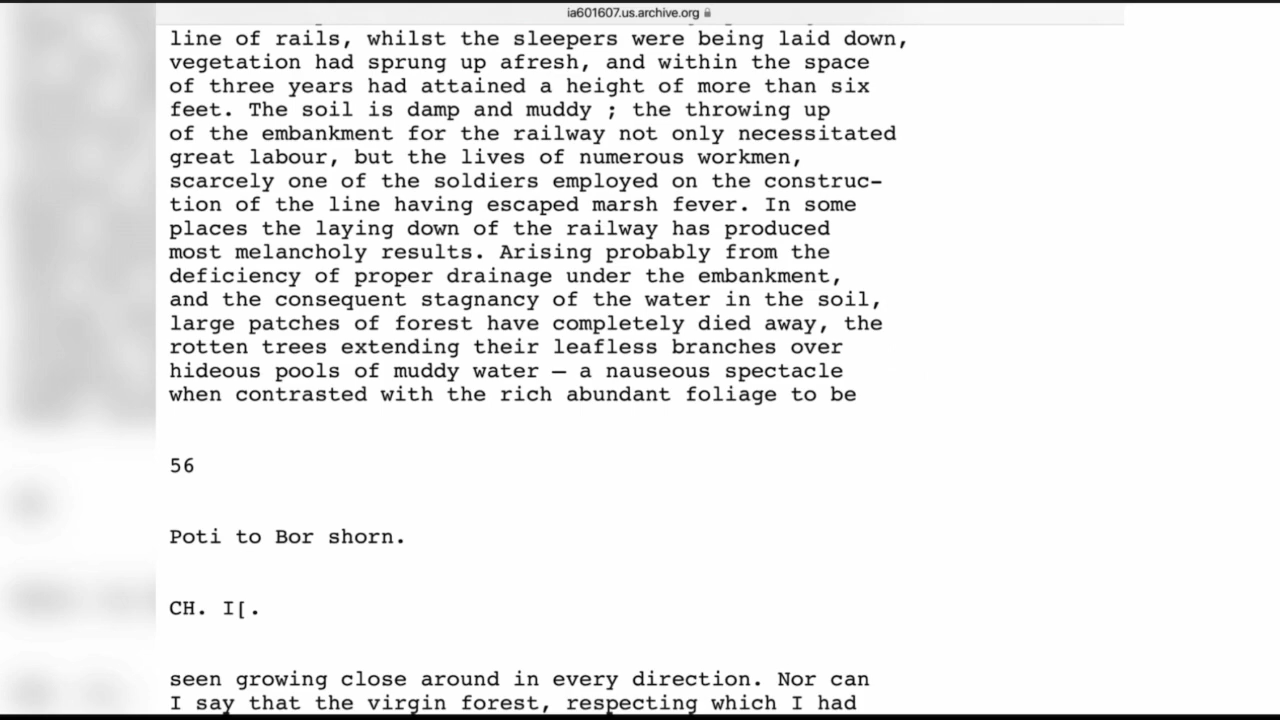 ia601607.us.archive.org
line of rails, whilst the sleepers were being laid down,
vegetation had sprung up afresh, and within the space
of three years had attained a height of more than six
feet. The soil is damp and muddy ; the throwing up
of the embankment for the railway not only necessitated
great labour, but the lives of numerous workmen,
scarcely one of the soldiers employed on the construc-
tion of the line having escaped marsh fever. In some
places the laying down of the railway has produced
most melancholy results. Arising probably from the
deficiency of proper drainage under the embankment,
and the consequent stagnancy of the water in the soil,
large patches of forest have completely died away, the
rotten trees extending their leafless branches over
hideous pools of muddy water — a nauseous spectacle
when contrasted with the rich abundant foliage to be
56
Poti to Bor shorn.
CH. I[.
seen growing close around in every direction. Nor can
I say that the virgin forest, respecting which I had